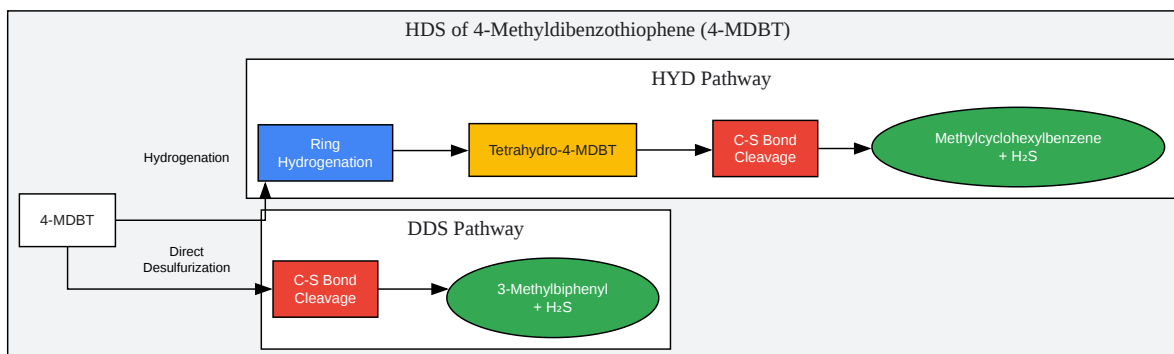 HDS of 4-Methyldibenzothiophene (4-MDBT)
HYD Pathway
Hydrogenation
Ring
Hydrogenation
Tetrahydro-4-MDBT
C-S Bond
Cleavage
Methylcyclohexylbenzene
+ H₂S
4-MDBT
DDS Pathway
Direct
Desulfurization
C-S Bond
Cleavage
3-Methylbiphenyl
+ H₂S